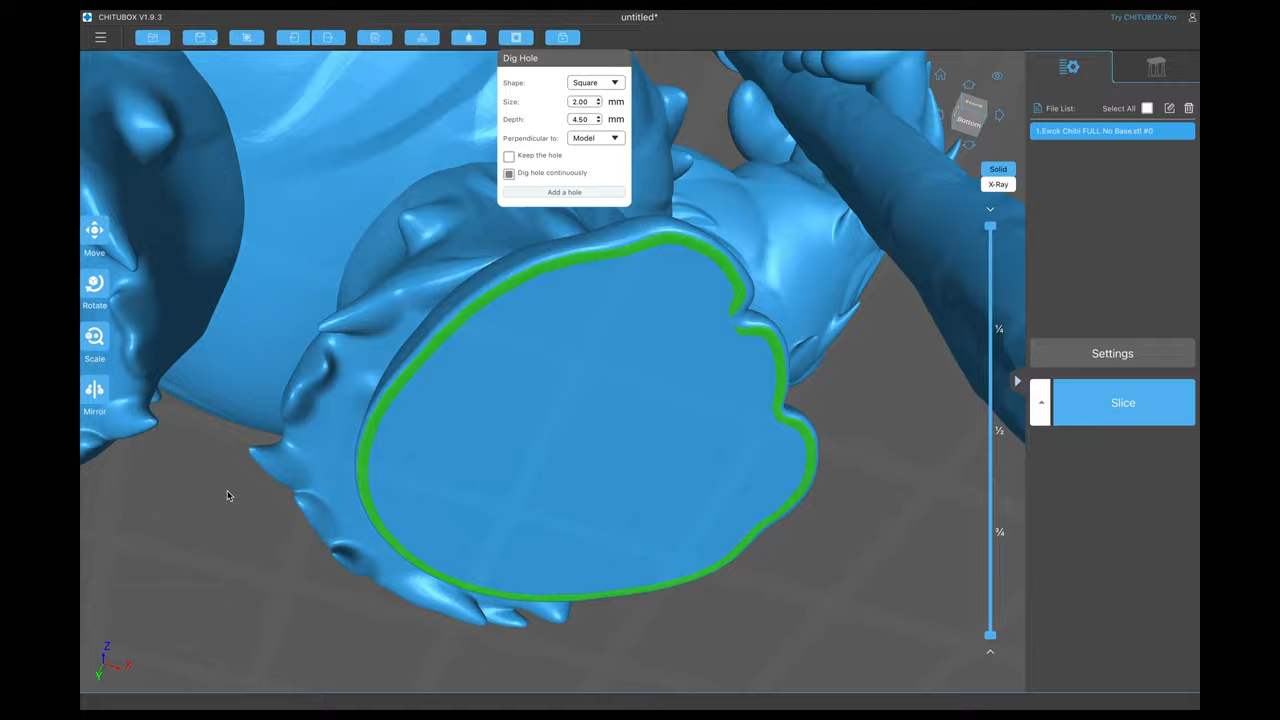 CHITUBOX V1.9.3
untitled*
Try CHITUBOX Pro
Dig Hole
Shape: Square
Size: 2.00 mm
Depth: 4.50 mm
Perpendicular to: Model
Keep the hole
Dig hole continuously
Add a hole
Front
Bottom
File List: Select All
1.Ewok Chibi FULL No Base.stl #0
Solid
X-Ray
Move
Rotate
Scale
Mirror
¼
½
¾
Settings
Slice
Z
X
Y